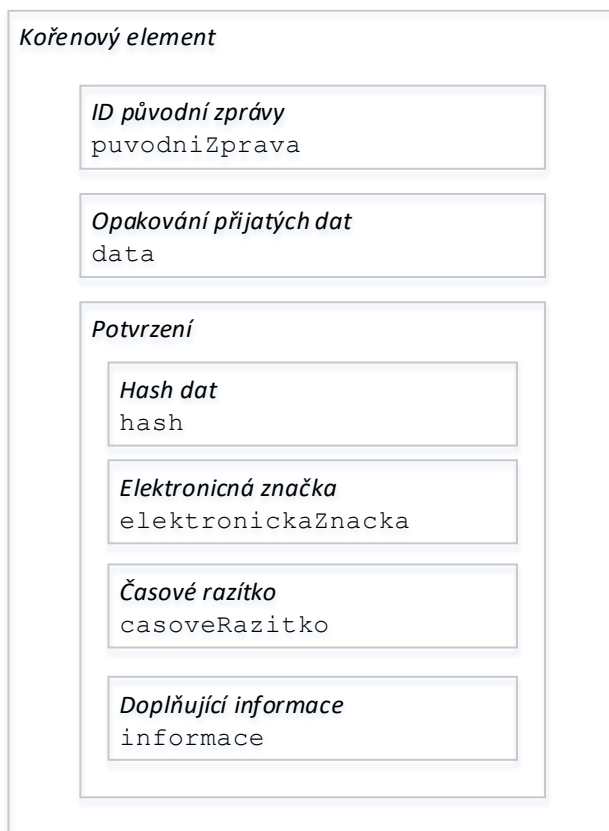 Kořenový element
ID původní zprávy
puvodniZprava
Opakování přijatých dat
data
Potvrzení
Hash dat
hash
Elektronicná značka
elektronickaZnacka
Časové razítko
casoveRazitko
Doplňující informace
informace